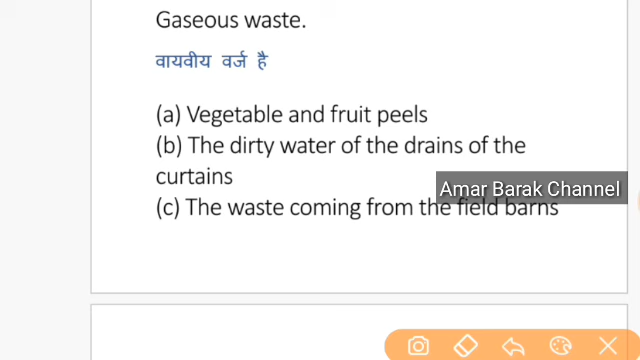 Gaseous waste.
वायवीय वर्ज है
(a) Vegetable and fruit peels
(b) The dirty water of the drains of the
curtains
Amar Barak Channel
(c) The waste coming from the field barns